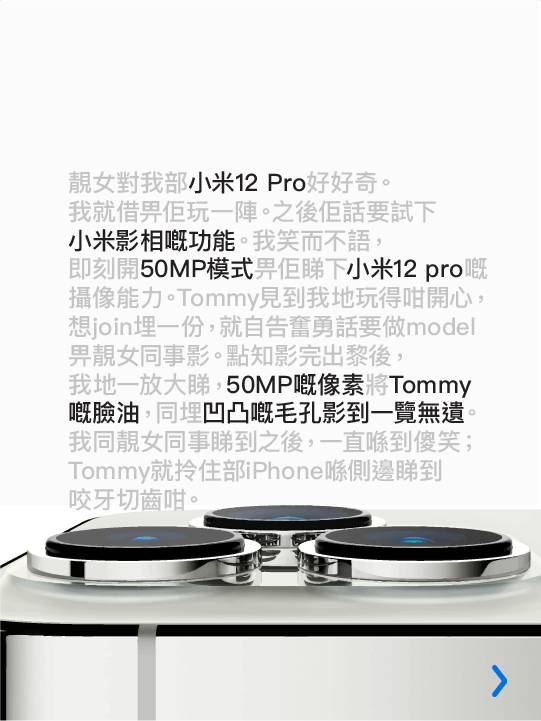 靚女對我部小米12 Pro好好奇。
我就借畀佢玩一陣。之後佢話要試下
小米影相嘅功能。我笑而不語，
即刻開50MP模式畀佢睇下小米12 pro嘅
攝像能力。Tommy見到我地玩得咁開心，
想join埋一份，就自告奮勇話要做model
畀靚女同事影。點知影完出黎後，
我地一放大睇，50MP嘅像素將Tommy
嘅臉油，同埋凹凸嘅毛孔影到一覽無遺。
我同靚女同事睇到之後，一直喺到傻笑；
Tommy就拎住部iPhone喺側邊睇到
咬牙切齒咁。